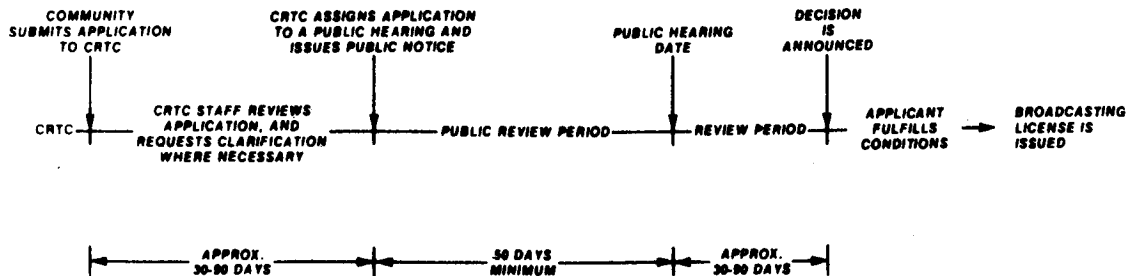 COMMUNITY
SUBMITS APPLICATION
TO CRTC
CRTC ASSIGNS APPLICATION
TO A PUBLIC HEARING AND
ISSUES PUBLIC NOTICE
PUBLIC HEARING
DATE
DECISION
IS
ANNOUNCED
CRTC
CRTC STAFF REVIEWS
APPLICATION, AND
REQUESTS CLARIFICATION
WHERE NECESSARY
PUBLIC REVIEW PERIOD
REVIEW PERIOD
APPLICANT
FULFILLS
CONDITIONS
BROADCASTING
LICENSE IS
ISSUED
APPROX.
30-90 DAYS
50 DAYS
MINIMUM
APPROX.
30-90 DAYS